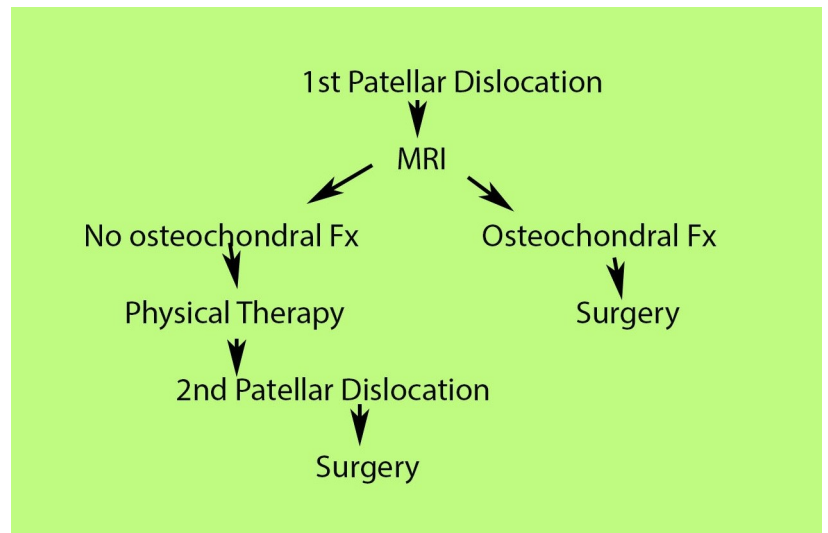 1st Patellar Dislocation
MRI
No osteochondral Fx
Osteochondral Fx
Physical Therapy
Surgery
2nd Patellar Dislocation
Surgery